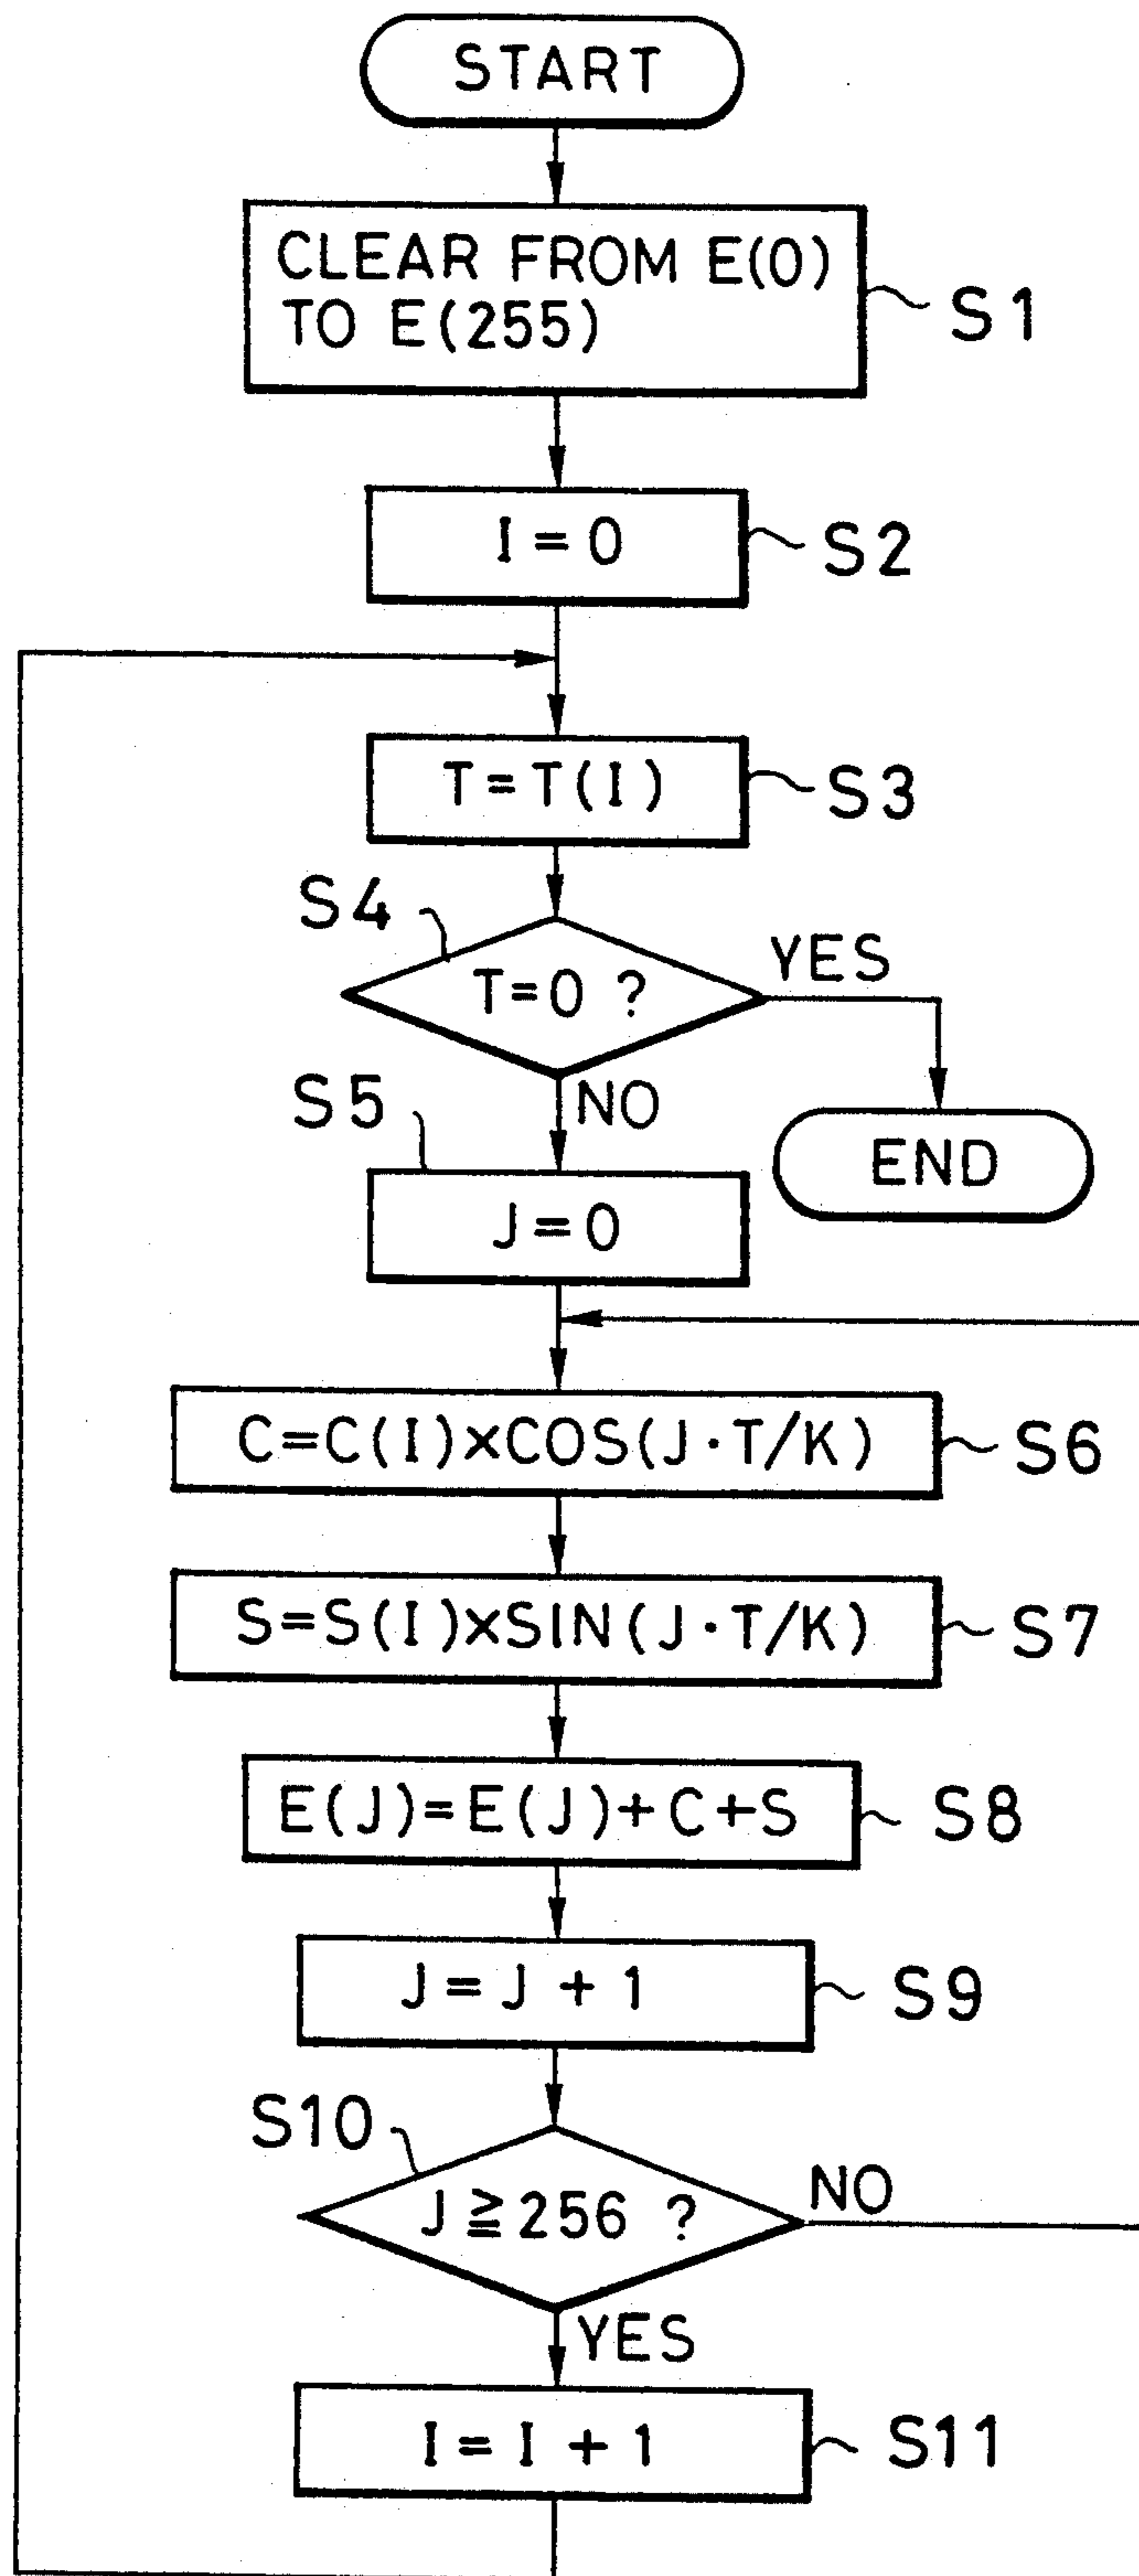 START
CLEAR FROM E(0)
TO E(255)
S1
I = 0
S2
T=T(I)
S3
S4
T=0 ?
YES
NO
END
S5
J=0
C=C(I)×COS(J·T/K)
S6
S=S(I)×SIN(J·T/K)
S7
E(J)=E(J)+C+S
S8
J=J+1
S9
S10
J≧256 ?
NO
YES
I=I+1
S11